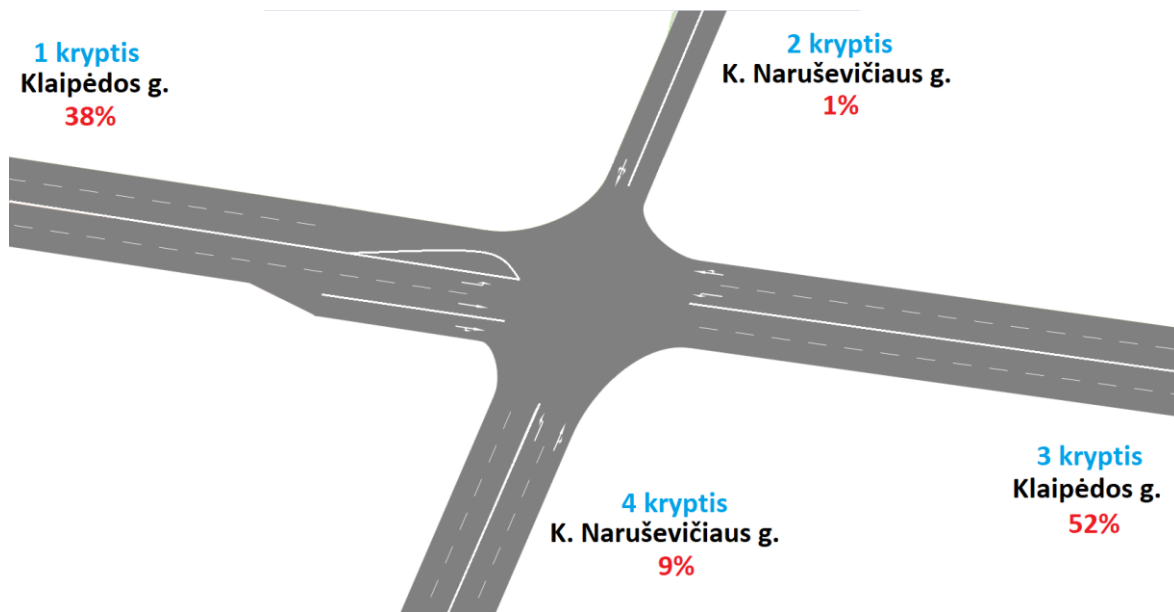 1 kryptis
Klaipėdos g.
38%
2 kryptis
K. Naruševičiaus g.
1%
3 kryptis
Klaipėdos g.
52%
4 kryptis
K. Naruševičiaus g.
9%